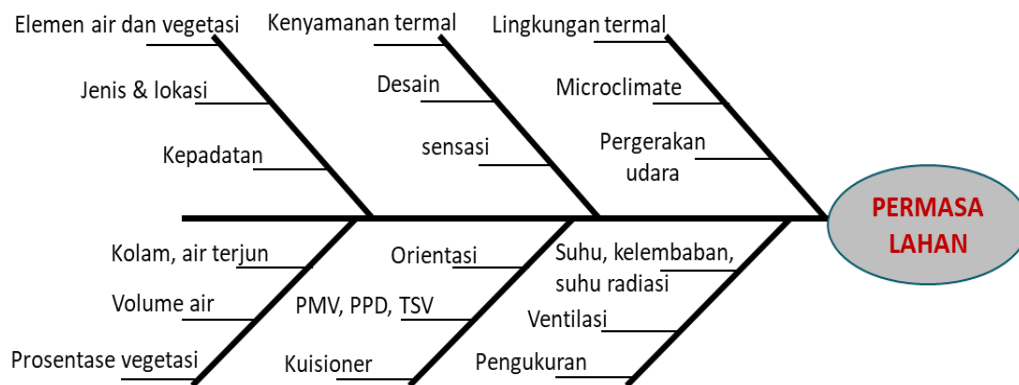 Elemen air dan vegetasi
Kenyamanan termal
Lingkungan termal
Jenis & lokasi
Desain
Microclimate
Kepadatan
sensasi
Pergerakan
udara
PERMASA
LAHAN
Kolam, air terjun
Orientasi
Suhu, kelembaban,
suhu radiasi
Volume air
PMV, PPD, TSV
Ventilasi
Prosentase vegetasi
Kuisioner
Pengukuran